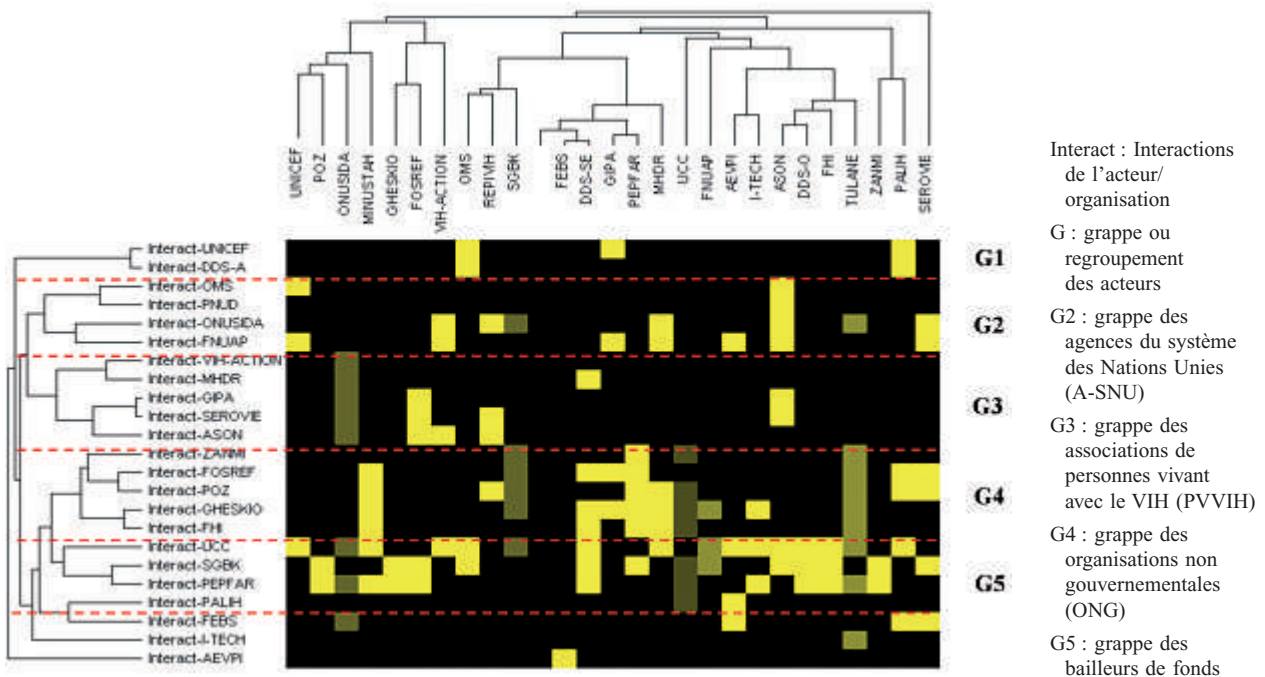 UNICEF
POZ
ONUSIDA
MINUSTAH
GHESKIO
FOSREF
VIH-ACTION
OMS
REPIVIH
SGBK
FEBS
DDS-SE
GIPA
PEPFAR
MHDR
UCC
FNUAP
AEVPI
I-TECH
ASON
DDS-O
FHI
TULANE
ZANMI
PALIH
SEROVIE
Interact-UNICEF
Interact-DDS-A
Interact-OMS
Interact-PNUD
Interact-ONUSIDA
Interact-FNUAP
Interact-VIH-ACTION
Interact-MHDR
Interact-GIPA
Interact-SEROVIE
Interact-ASON
Interact-ZANMI
Interact-FOSREF
Interact-POZ
Interact-GHESKIO
Interact-FHI
Interact-UCC
Interact-SGBK
Interact-PEPFAR
Interact-PALIH
Interact-FEBS
Interact-I-TECH
Interact-AEVPI
G1
G2
G3
G4
G5
Interact : Interactions
de l'acteur/
organisation
G : grappe ou
regroupement
des acteurs
G2 : grappe des
agences du système
des Nations Unies
(A-SNU)
G3 : grappe des
associations de
personnes vivant
avec le VIH (PVVIH)
G4 : grappe des
organisations non
gouvernementales
(ONG)
G5 : grappe des
bailleurs de fonds